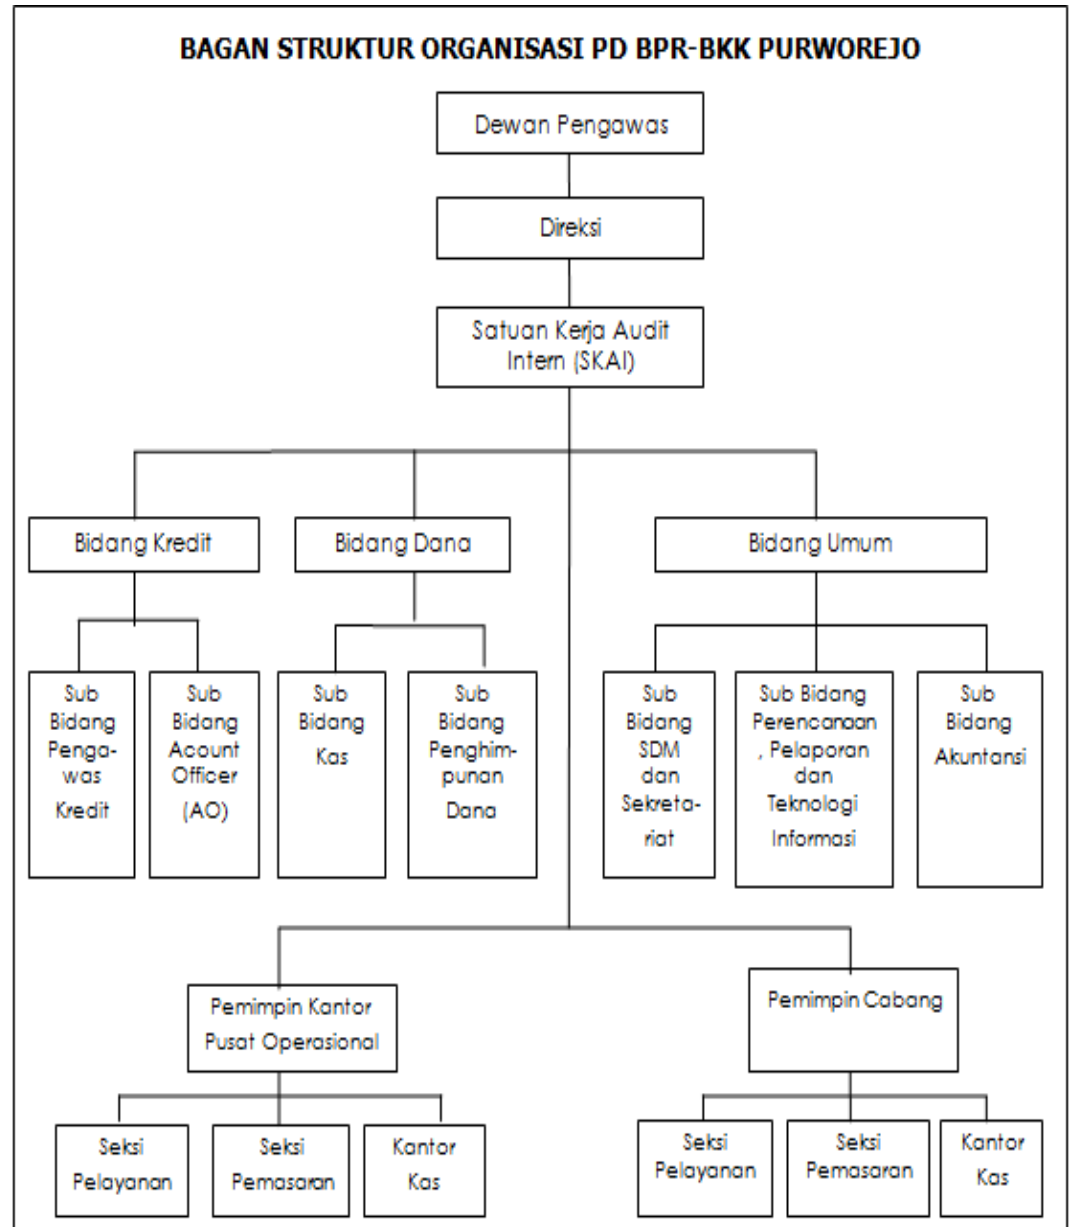 BAGAN STRUKTUR ORGANISASI PD BPR-BKK PURWOREJO
Dewan Pengawas
Direksi
Satuan Kerja Audit
Intern (SKAI)
Bidang Kredit
Bidang Dana
Bidang Umum
Sub
Bidang
Penga-
was
Kredit
Sub
Bidang
Acount
Officer
(AO)
Sub
Bidang
Kas
Sub
Bidang
Penghim-
punan
Dana
Sub
Bidang
SDM
dan
Sekreta-
riat
Sub Bidang
Perencanaan
, Pelaporan
dan
Teknologi
Informasi
Sub
Bidang
Akuntansi
Pemimpin Kantor
Pusat Operasional
Pemimpin Cabang
Seksi
Pelayanan
Seksi
Pemasaran
Kantor
Kas
Seksi
Pelayanan
Seksi
Pemasaran
Kantor
Kas